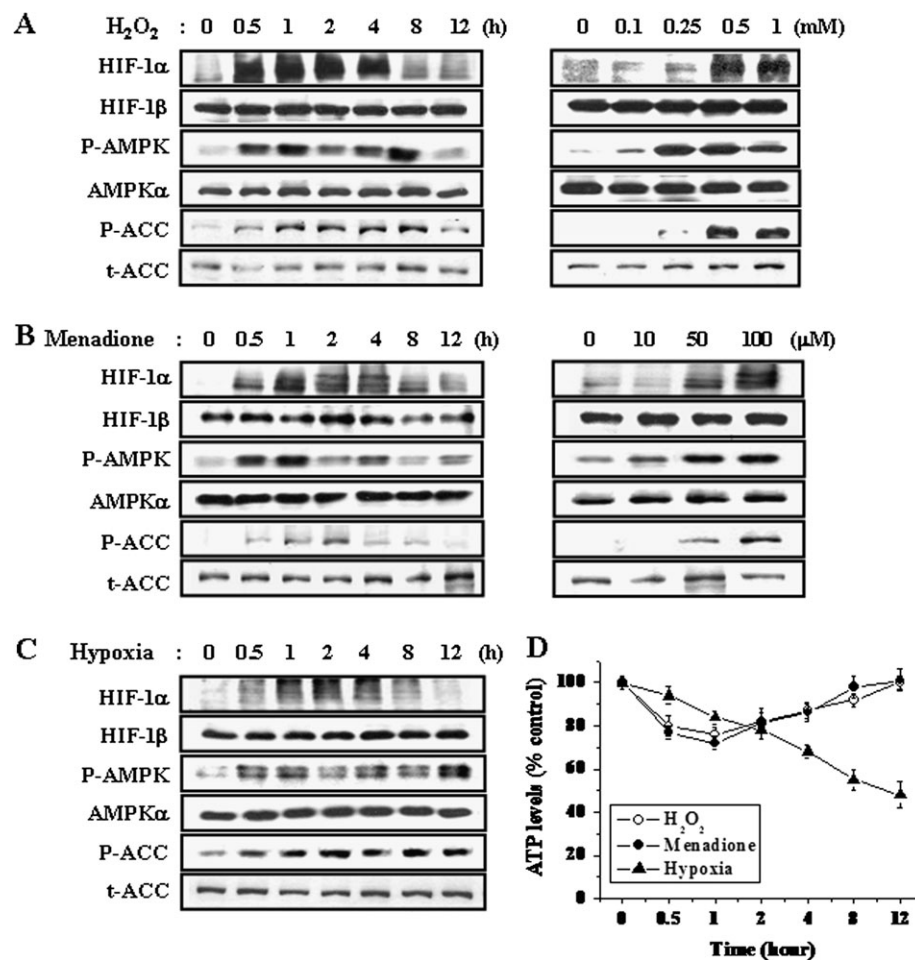 A H₂O₂ : 0 0.5 1 2 4 8 12 (h) 0 0.1 0.25 0.5 1 (mM)
HIF-1α
HIF-1β
P-AMPK
AMPKα
P-ACC
t-ACC
B Menadione : 0 0.5 1 2 4 8 12 (h) 0 10 50 100 (μM)
HIF-1α
HIF-1β
P-AMPK
AMPKα
P-ACC
t-ACC
C Hypoxia : 0 0.5 1 2 4 8 12 (h)
HIF-1α
HIF-1β
P-AMPK
AMPKα
P-ACC
t-ACC
D
ATP levels (% control)
100
80
60
40
20
0
H₂O₂
Menadione
Hypoxia
0 0.5 1 2 4 8 12
Time (hour)